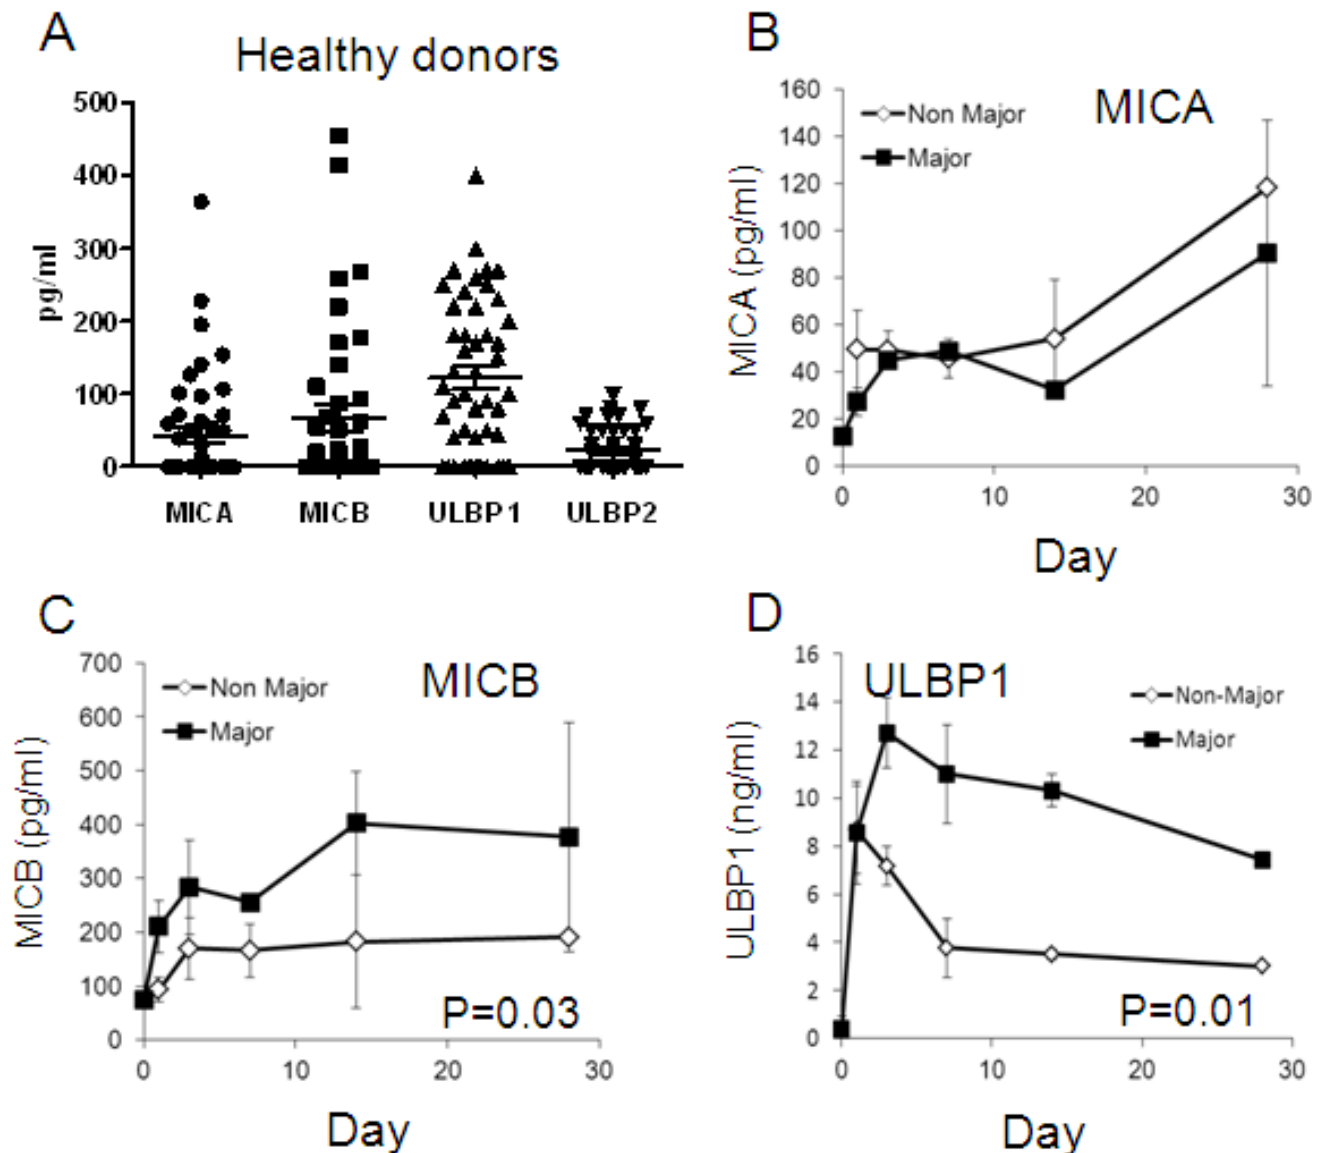 A
Healthy donors
500
400
300
200
100
0
pg/ml
MICA MICB ULBP1 ULBP2
B
MICA
Non Major
Major
160
140
120
100
80
60
40
20
0
MICA (pg/ml)
0 10 20 30
Day
C
MICB
Non Major
Major
700
600
500
400
300
200
100
0
MICB (pg/ml)
P=0.03
0 10 20 30
Day
D
ULBP1
Non-Major
Major
16
14
12
10
8
6
4
2
0
ULBP1 (ng/ml)
P=0.01
0 10 20 30
Day